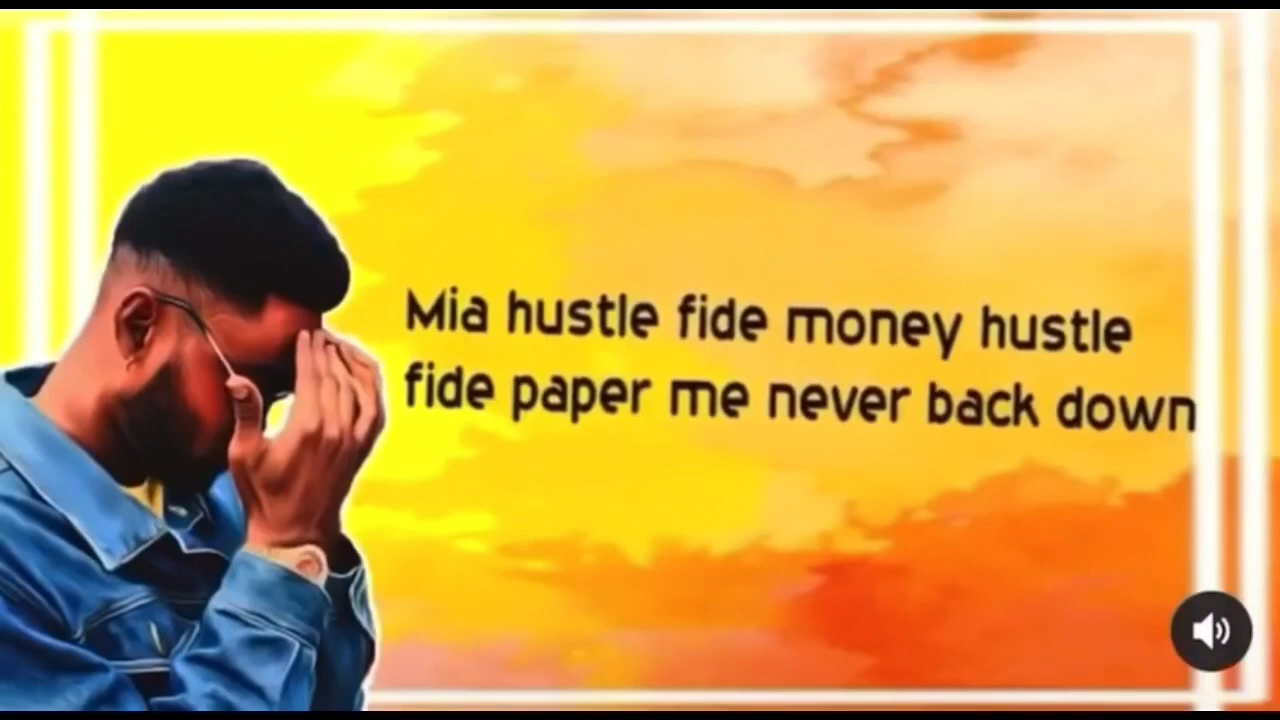 Mia hustle fide money hustle
fide paper me never back down